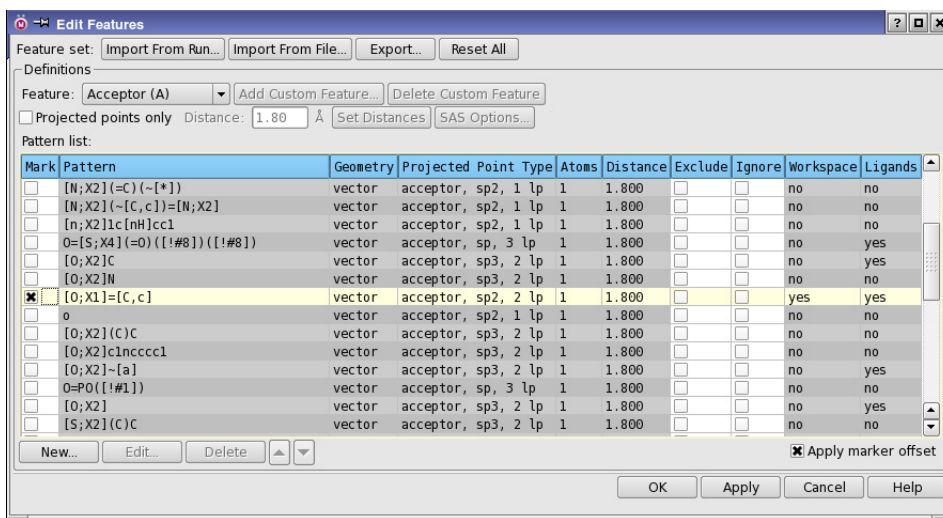 Edit Features
Feature set: Import From Run... Import From File... Export... Reset All
Definitions
Feature: Acceptor (A) Add Custom Feature... Delete Custom Feature
Projected points only Distance: 1.80 Å Set Distances SAS Options...
Pattern list:
Mark Pattern Geometry Projected Point Type Atoms Distance Exclude Ignore Workspace Ligands
[N;X2](=C)(~[*]) vector acceptor, sp2, 1 lp 1 1.800 no no
[N;X2](~[C,c])=[N;X2] vector acceptor, sp2, 1 lp 1 1.800 no no
[n;X2]1c[nH]cc1 vector acceptor, sp2, 1 lp 1 1.800 no no
O=[S;X4](=O)([!#8])([!#8]) vector acceptor, sp, 3 lp 1 1.800 no yes
[O;X2]C vector acceptor, sp3, 2 lp 1 1.800 no yes
[O;X2]N vector acceptor, sp3, 2 lp 1 1.800 no no
[O;X1]=[C,c] vector acceptor, sp2, 2 lp 1 1.800 yes yes
o vector acceptor, sp2, 1 lp 1 1.800 no no
[O;X2](C)C vector acceptor, sp3, 2 lp 1 1.800 no no
[O;X2]c1ncccc1 vector acceptor, sp3, 2 lp 1 1.800 no no
[O;X2]~[a] vector acceptor, sp3, 2 lp 1 1.800 no yes
O=PO([!#1]) vector acceptor, sp, 3 lp 1 1.800 no no
[O;X2] vector acceptor, sp3, 2 lp 1 1.800 no yes
[S;X2](C)C vector acceptor, sp3, 2 lp 1 1.800 no no
New... Edit... Delete Apply marker offset
OK Apply Cancel Help